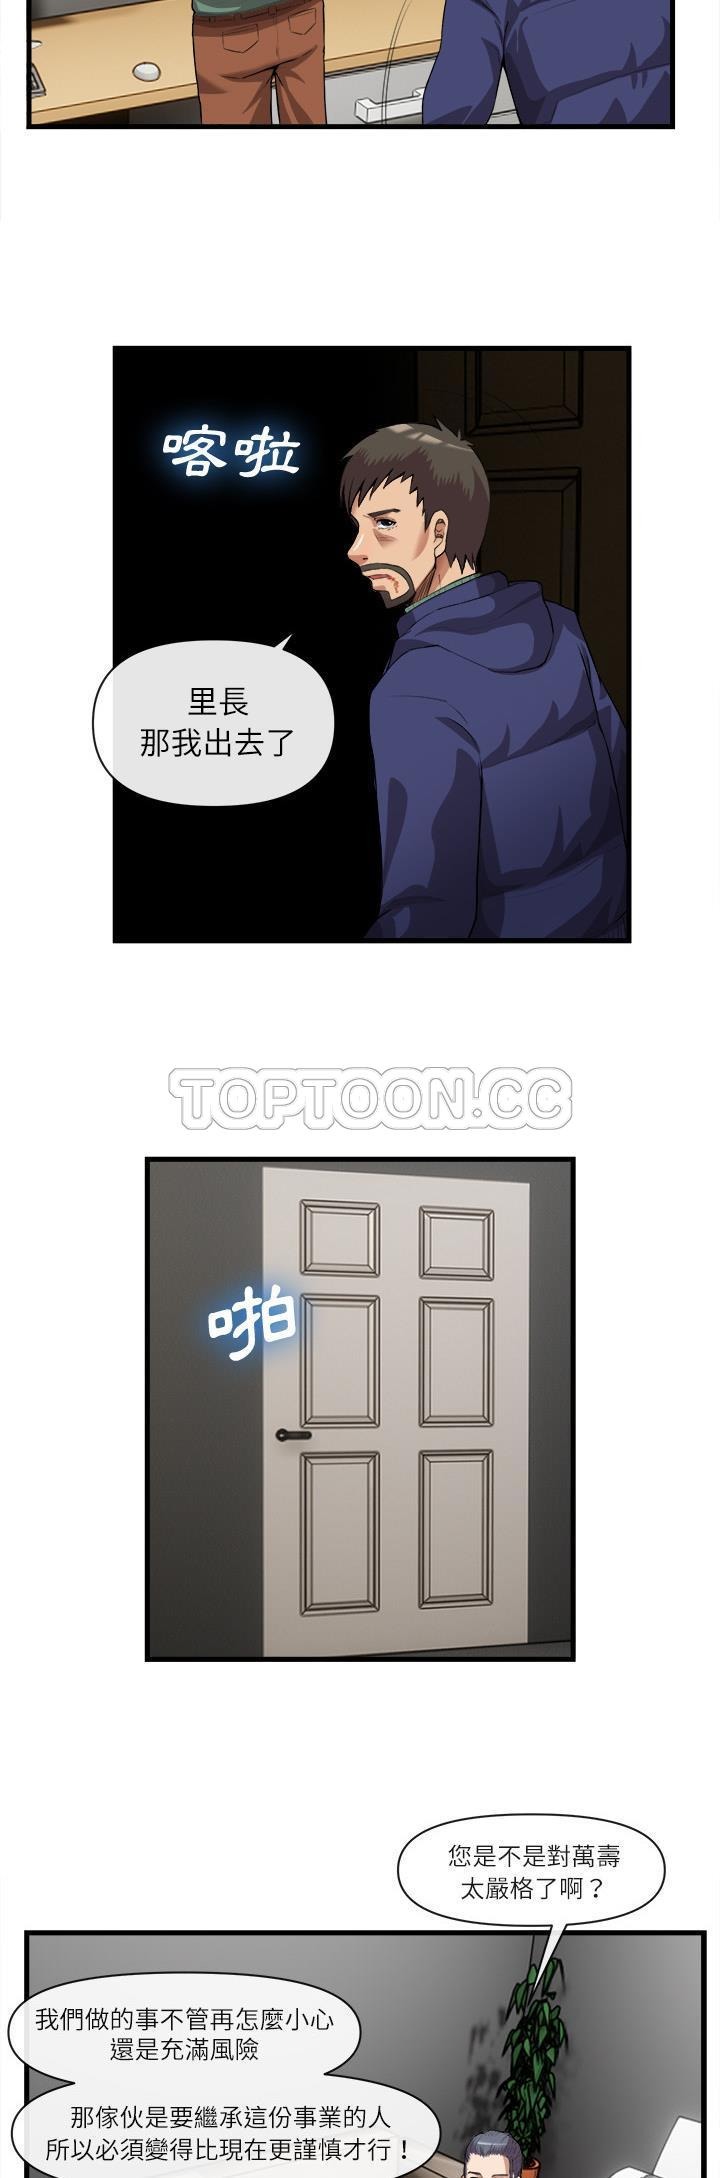 喀啦
里長
那我出去了
TOPTOON.CC
啪
您是不是對萬壽
太嚴格了啊？
我們做的事不管再怎麼小心
還是充滿風險
那傢伙是要繼承這份事業的人
所以必須變得比現在更謹慎才行！